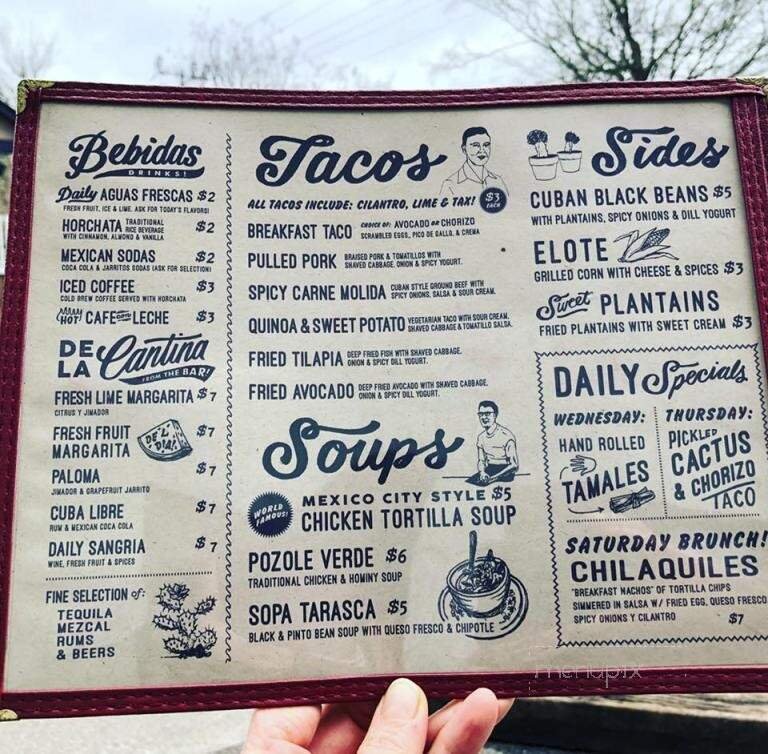 Bebidas
DRINKS!
Daily AGUAS FRESCAS $2
FRESH FRUIT, ICE & LIME. ASK FOR TODAY'S FLAVORS!
HORCHATA TRADITIONAL RICE BEVERAGE $2
WITH CINNAMON, ALMOND & VANILLA
MEXICAN SODAS $2
COCA COLA & JARRITOS SODAS (ASK FOR SELECTION)
ICED COFFEE $3
COLD BREW COFFEE SERVED WITH HORCHATA
HOT! CAFE con LECHE $3
DE LA Cantina
FROM THE BAR!
FRESH LIME MARGARITA $7
CITRUS Y JIMADOR
FRESH FRUIT
MARGARITA $7
DE'L DIA!
PALOMA $7
JIMADOR & GRAPEFRUIT JARRITO
CUBA LIBRE $7
RUM & MEXICAN COCA COLA
DAILY SANGRIA $7
WINE, FRESH FRUIT & SPICES
FINE SELECTION of:
TEQUILA
MEZCAL
RUMS
& BEERS
Tacos
ALL TACOS INCLUDE: CILANTRO, LIME & TAX! $3 EACH
BREAKFAST TACO CHOICE OF: AVOCADO OR CHORIZO
SCRAMBLED EGGS, PICO DE GALLO, & CREMA
PULLED PORK BRAISED PORK & TOMATILLOS WITH
SHAVED CABBAGE, ONION & SPICY YOGURT.
SPICY CARNE MOLIDA CUBAN STYLE GROUND BEEF WITH
SPICY ONIONS, SALSA & SOUR CREAM.
QUINOA & SWEET POTATO VEGETARIAN TACO WITH SOUR CREAM,
SHAVED CABBAGE & TOMATILLO SALSA.
FRIED TILAPIA DEEP FRIED FISH WITH SHAVED CABBAGE,
ONION & SPICY DILL YOGURT.
FRIED AVOCADO DEEP FRIED AVOCADO WITH SHAVED CABBAGE,
ONION & SPICY DILL YOGURT.
Soups
WORLD FAMOUS!
MEXICO CITY STYLE $5
CHICKEN TORTILLA SOUP
POZOLE VERDE $6
TRADITIONAL CHICKEN & HOMINY SOUP
SOPA TARASCA $5
BLACK & PINTO BEAN SOUP WITH QUESO FRESCO & CHIPOTLE
Sides
CUBAN BLACK BEANS $5
WITH PLANTAINS, SPICY ONIONS & DILL YOGURT
ELOTE
GRILLED CORN WITH CHEESE & SPICES $3
Sweet PLANTAINS
FRIED PLANTAINS WITH SWEET CREAM $3
DAILY Specials
WEDNESDAY:
HAND ROLLED
TAMALES
THURSDAY:
PICKLED
CACTUS
& CHORIZO
TACO
SATURDAY BRUNCH!
CHILAQUILES
"BREAKFAST NACHOS" OF TORTILLA CHIPS
SIMMERED IN SALSA W/ FRIED EGG, QUESO FRESCO
SPICY ONIONS Y CILANTRO $7
menupix